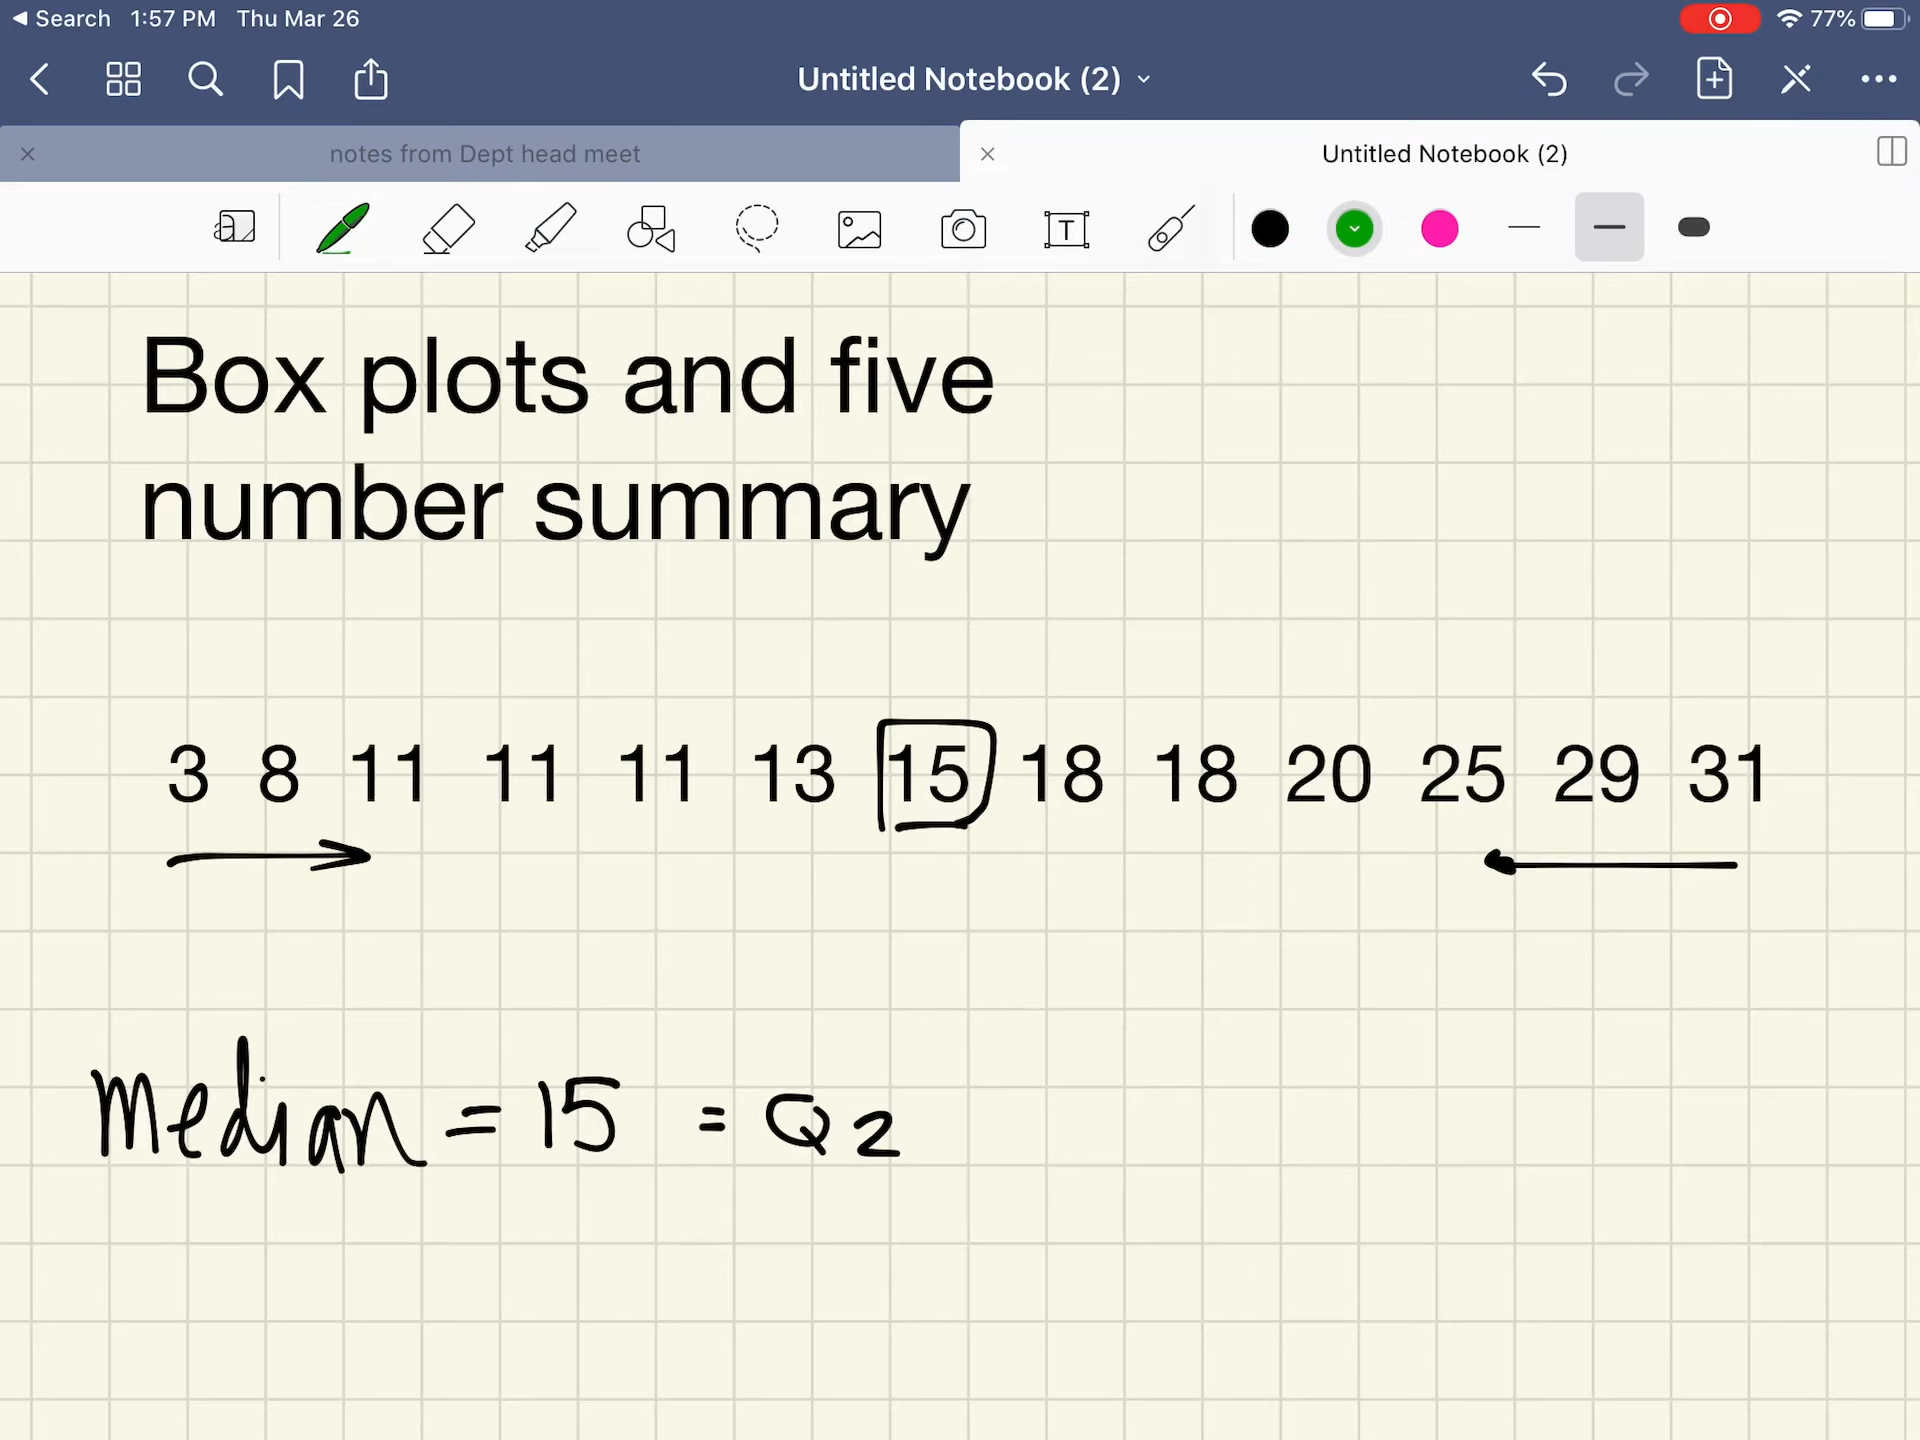 Search 1:57 PM Thu Mar 26 77%
Untitled Notebook (2)
notes from Dept head meet Untitled Notebook (2)
Box plots and five
number summary
3 8 11 11 11 13 15 18 18 20 25 29 31
Median = 15 = Q2